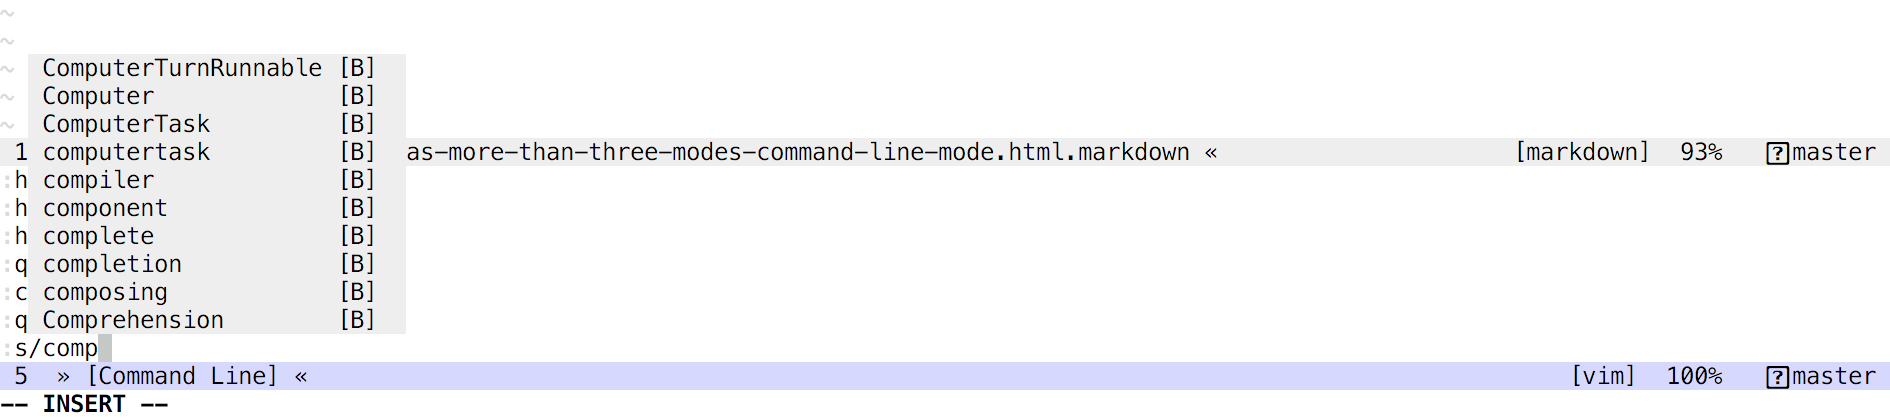 ~
~
~ ComputerTurnRunnable [B]
~ Computer [B]
~ ComputerTask [B]
1 computertask [B] as-more-than-three-modes-command-line-mode.html.markdown « [markdown] 93% [?]master
:h compiler [B]
:h component [B]
:h complete [B]
:q completion [B]
:c composing [B]
:q Comprehension [B]
:s/comp
5 » [Command Line] « [vim] 100% [?]master
-- INSERT --